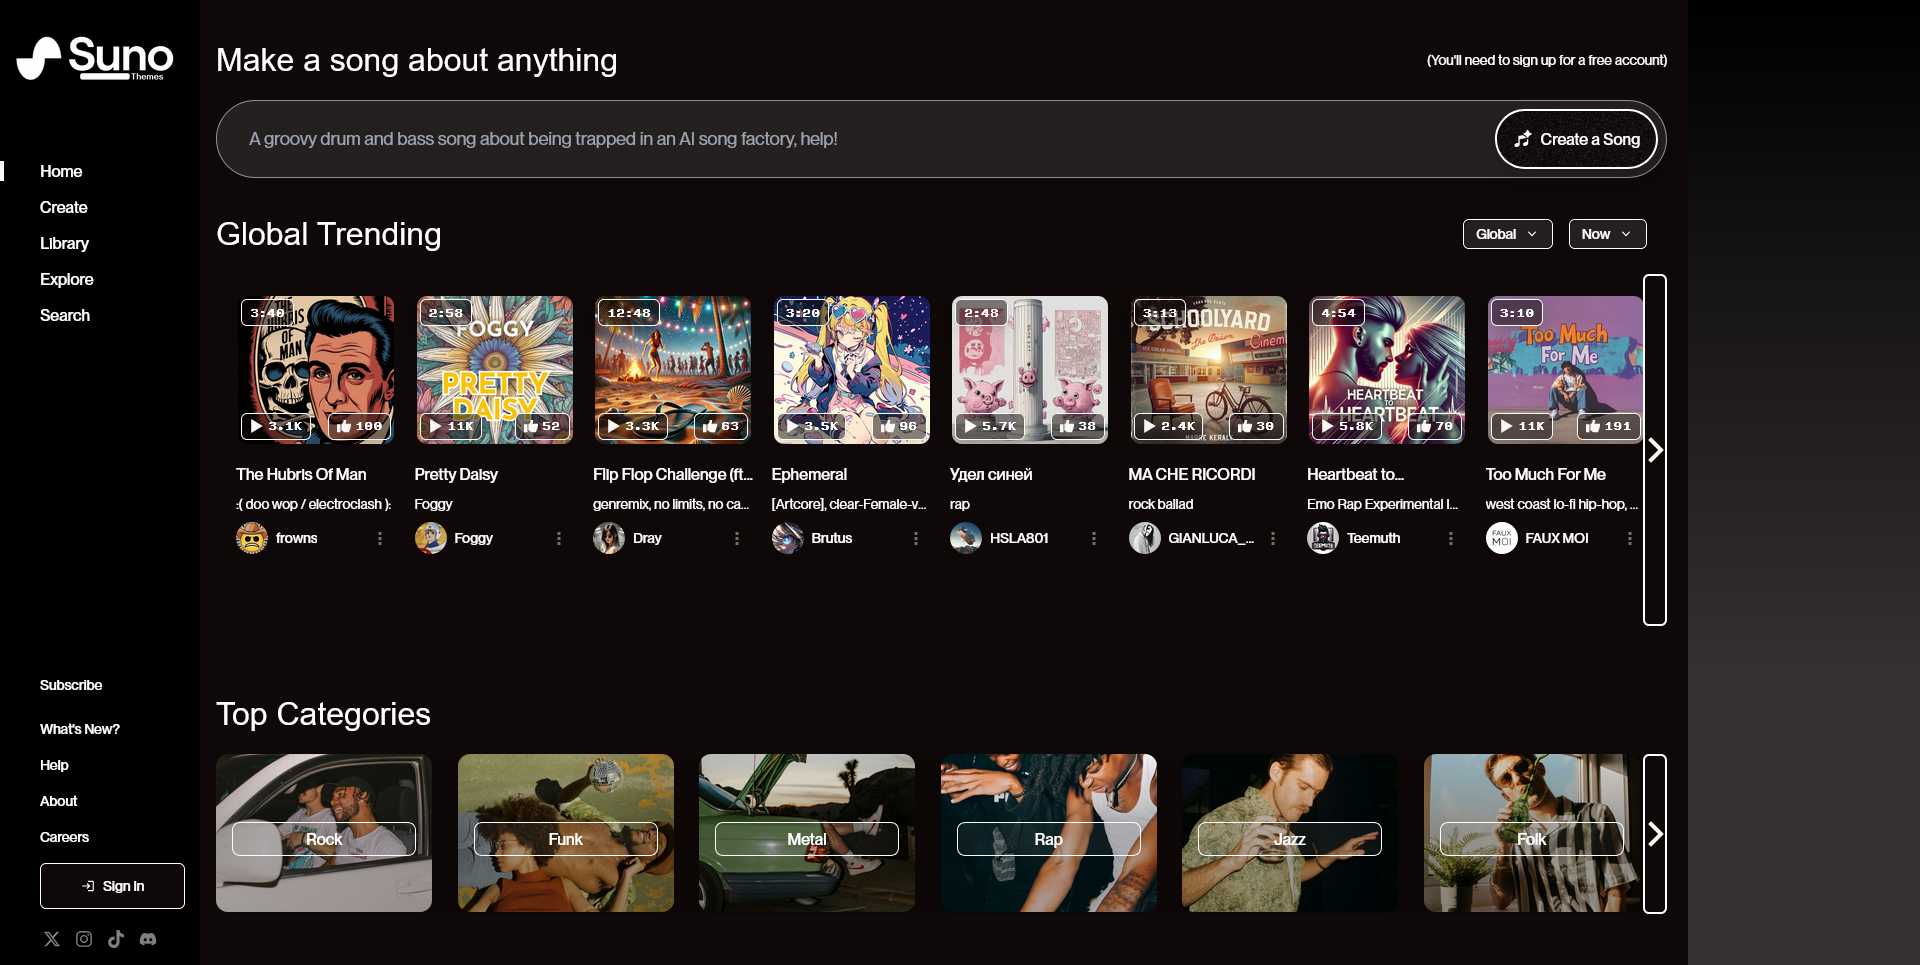 Suno
Themes
Home
Create
Library
Explore
Search
Subscribe
What's New?
Help
About
Careers
Sign In
Make a song about anything
(You'll need to sign up for a free account)
A groovy drum and bass song about being trapped in an AI song factory, help!
Create a Song
Global Trending
Global
Now
3:40
OF
MAN
3.1K
100
The Hubris Of Man
:( doo wop / electroclash ):
frowns
2:58
FOGGY
PRETTY
DAISY
11K
52
Pretty Daisy
Foggy
Foggy
12:48
3.3K
63
Flip Flop Challenge (ft...
genremix, no limits, no ca...
Dray
3:20
3.5K
96
Ephemeral
[Artcore], clear-Female-v...
Brutus
2:48
5.7K
38
Удел синей
rap
HSLA801
3:13
SCHOOLYARD
Cinem
2.4K
30
MA CHE RICORDI
rock ballad
GIANLUCA_...
4:54
HEARTBEAT
TO
HEARTBEAT
5.8K
70
Heartbeat to...
Emo Rap Experimental I...
TEEMUTH
Teemuth
3:10
Too Much
For Me
11K
191
Too Much For Me
west coast lo-fi hip-hop, ...
FAUX
MOI
FAUX MOI
Top Categories
Rock
Funk
Metal
Rap
Jazz
Folk